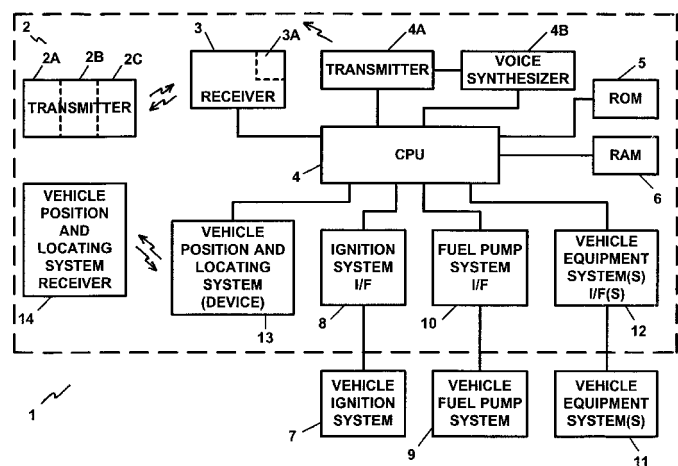 2
2A 2B 2C
TRANSMITTER
3
3A
RECEIVER
4A
TRANSMITTER
4B
VOICE
SYNTHESIZER
5
ROM
4
CPU
RAM
6
VEHICLE
POSITION
AND
LOCATING
SYSTEM
RECEIVER
14
VEHICLE
POSITION AND
LOCATING
SYSTEM
(DEVICE)
13
IGNITION
SYSTEM
I/F
8
FUEL PUMP
SYSTEM
I/F
10
VEHICLE
EQUIPMENT
SYSTEM(S)
I/F(S)
12
1
VEHICLE
IGNITION
SYSTEM
7
VEHICLE
FUEL PUMP
SYSTEM
9
VEHICLE
EQUIPMENT
SYSTEM(S)
11